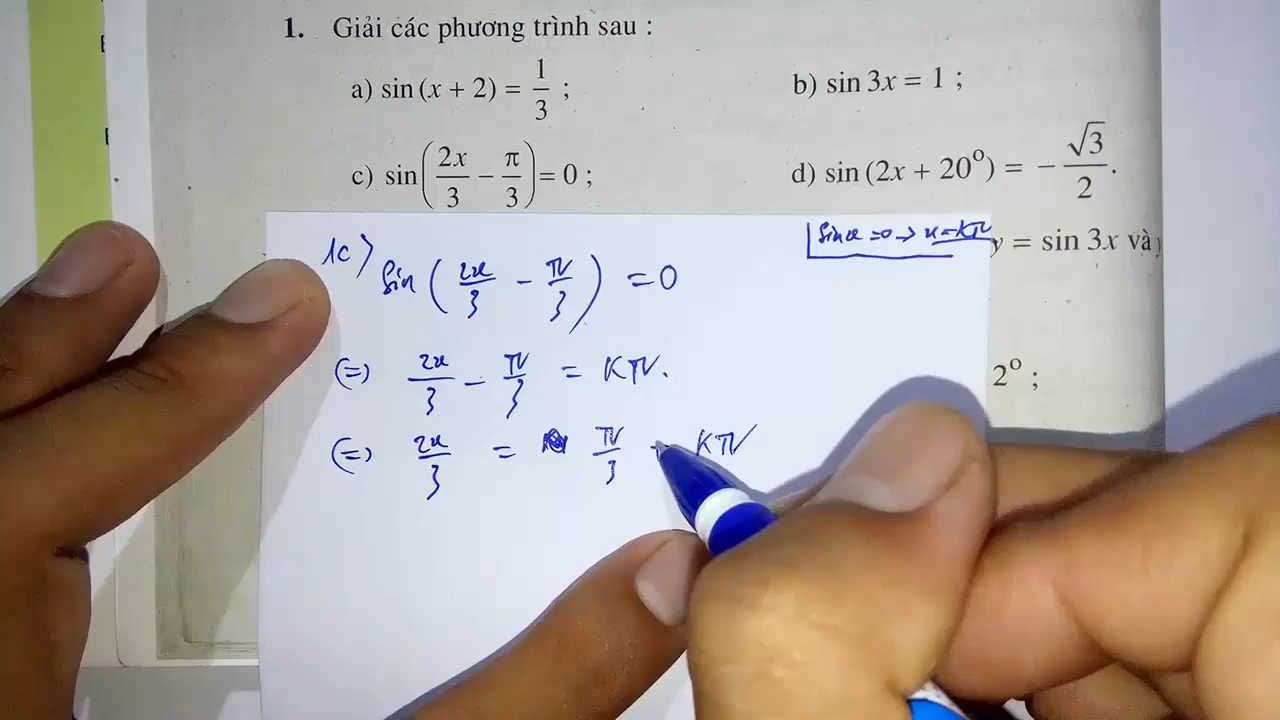 1. Giải các phương trình sau :
a) sin (x + 2) = 1/3 ;
b) sin 3x = 1 ;
c) sin(2x/3 − π/3) = 0 ;
d) sin (2x + 20°) = − √3/2.
sin x = 0 → x = Kπ
y = sin 3x và
1c) sin (2x/3 − π/3) = 0
(=) 2x/3 − π/3 = Kπ.
2° ;
(=) 2x/3 = π/3 Kπ